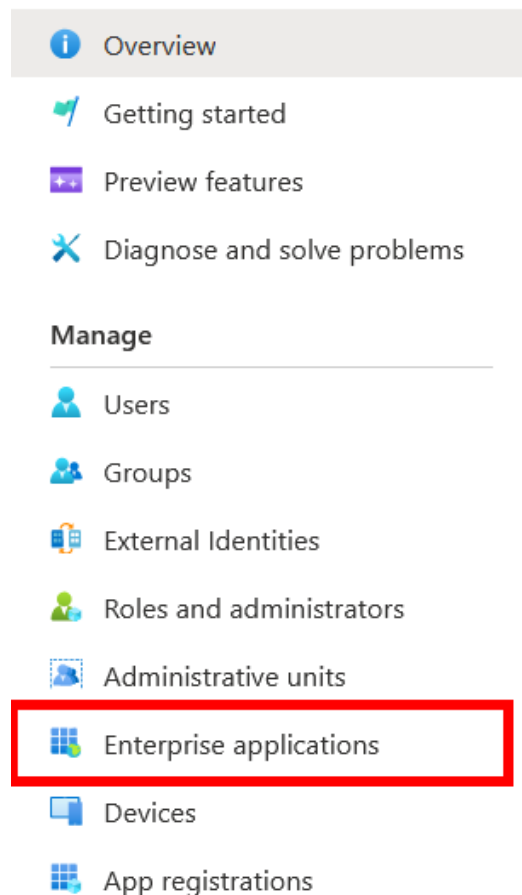 Overview
Getting started
Preview features
Diagnose and solve problems
Manage
Users
Groups
External Identities
Roles and administrators
Administrative units
Enterprise applications
Devices
App registrations